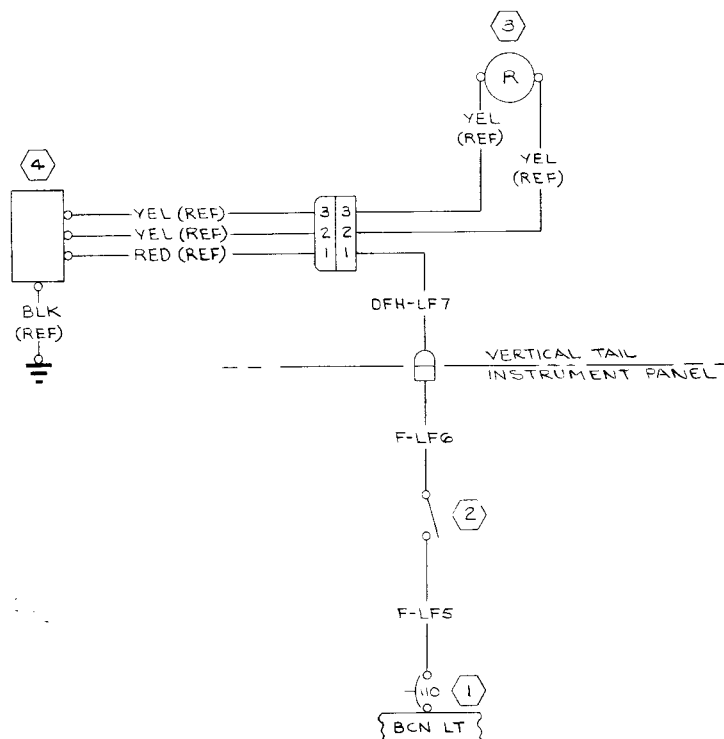 3
R
YEL
(REF)
YEL
(REF)
4
YEL (REF) 3 3
YEL (REF) 2 2
RED (REF) 1 1
BLK
(REF)
DFH-LF7
VERTICAL TAIL
INSTRUMENT PANEL
F-LF6
2
F-LF5
10 1
BCN LT